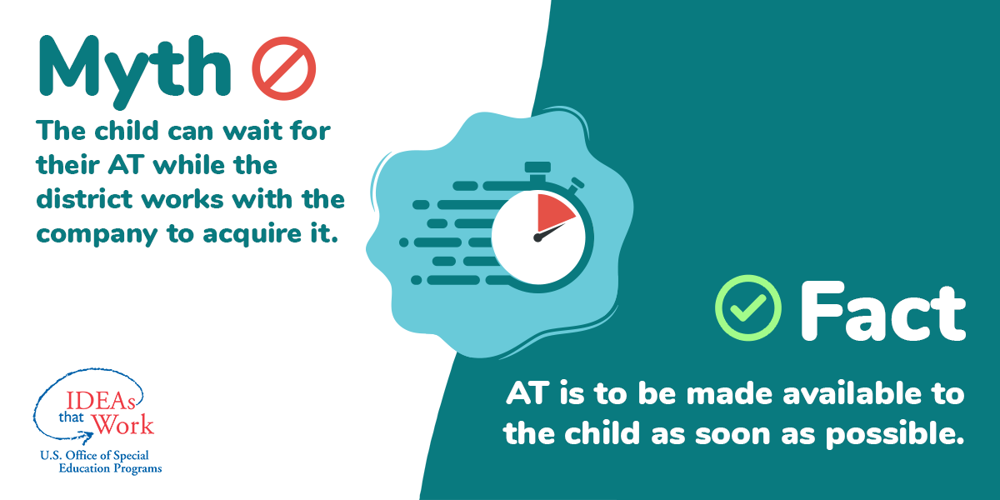 Myth
The child can wait for
their AT while the
district works with the
company to acquire it.
Fact
AT is to be made available to
the child as soon as possible.
IDEAs
that Work
U.S. Office of Special
Education Programs